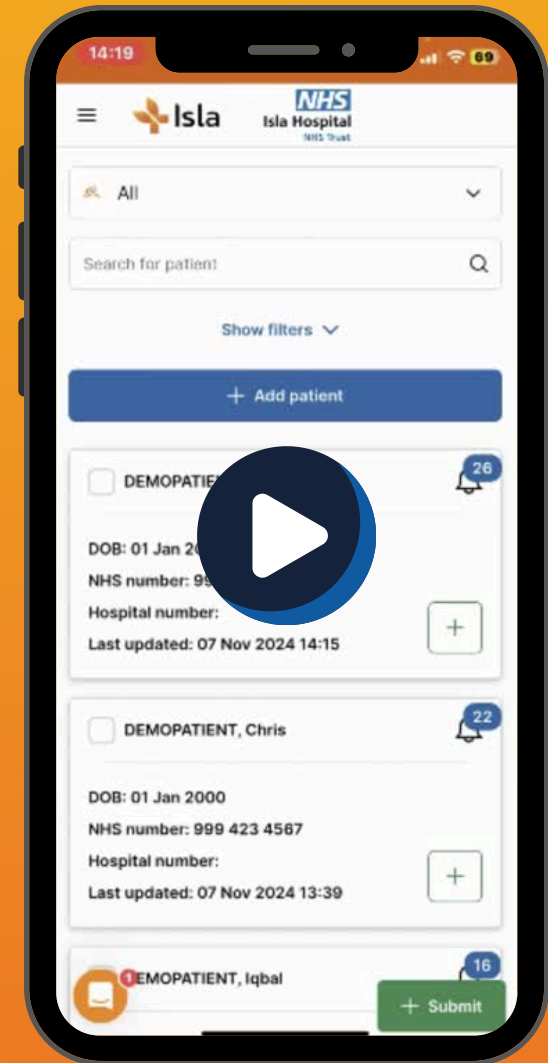 14:19
69
Isla
NHS
Isla Hospital
NHS Trust
All
Search for patient
Show filters
+ Add patient
26
DEMOPATIE
DOB: 01 Jan 20
NHS number: 99
Hospital number:
+
Last updated: 07 Nov 2024 14:15
22
DEMOPATIENT, Chris
DOB: 01 Jan 2000
NHS number: 999 423 4567
Hospital number:
+
Last updated: 07 Nov 2024 13:39
16
1
EMOPATIENT, Iqbal
+ Submit